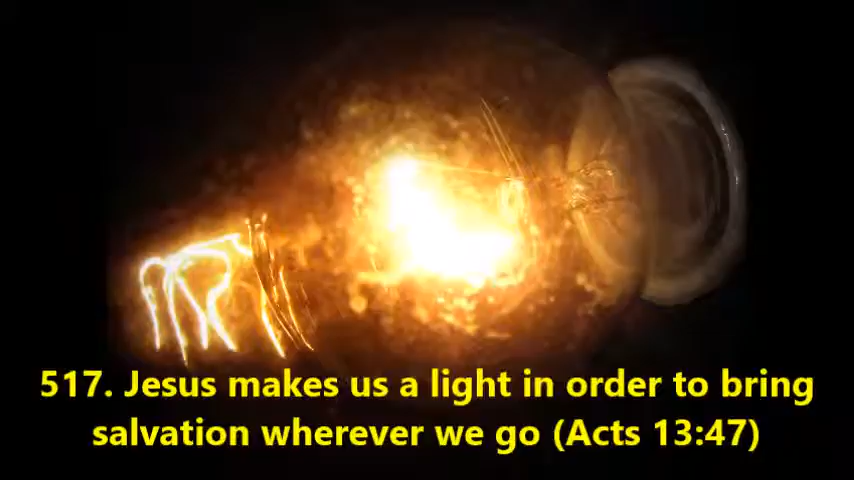 517. Jesus makes us a light in order to bring
salvation wherever we go (Acts 13:47)